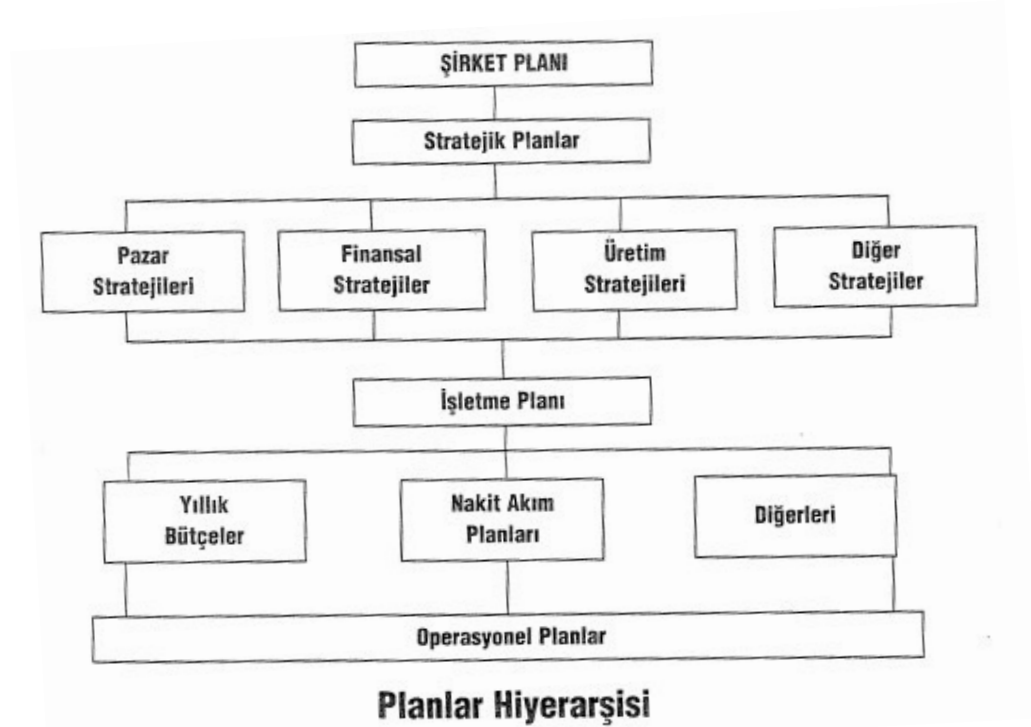 ŞİRKET PLANI
Stratejik Planlar
Pazar
Stratejileri
Finansal
Stratejiler
Üretim
Stratejileri
Diğer
Stratejiler
İşletme Planı
Yıllık
Bütçeler
Nakit Akım
Planları
Diğerleri
Operasyonel Planlar
Planlar Hiyerarşisi